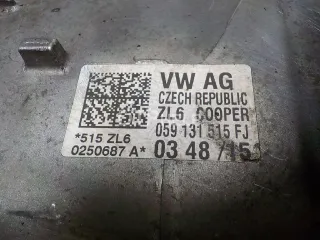 VW AG
CZECH REPUBLIC
ZL6 COOPER
059 131 515 FJ
*515 ZL6
0250687 A*
03 48 /15